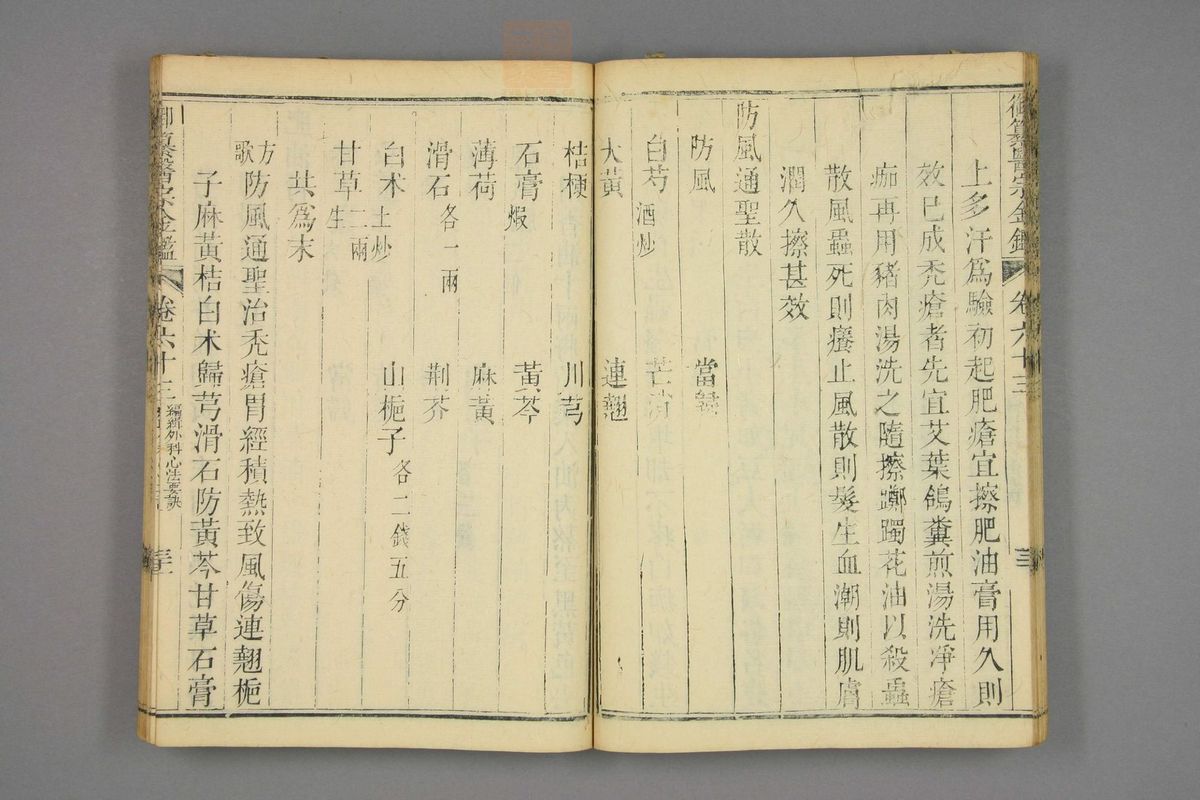 御纂醫宗金鑑 卷六十三
上多汗爲驗初起肥瘡宜擦肥油膏用久則
效已成禿瘡者先宜艾葉鴿糞煎湯洗淨瘡
痂再用豬肉湯洗之隨擦躑躅花油以殺蟲
散風蟲死則癢止風散則髮生血潮則肌膚
潤久擦甚效
防風通聖散
防風 當歸
白芍酒炒 芒硝
大黃 連翹
桔梗 川芎
石膏煆 黃芩
薄荷 麻黃
滑石各一兩 荆芥
白术土炒 山梔子各二錢五分
甘草二兩生
共爲末
方歌 防風通聖治禿瘡胃經積熱致風傷連翹梔
子麻黃桔白术歸芎滑石防黃芩甘草石膏
御纂醫宗金鑑 卷六十三 編輯外科心法要訣